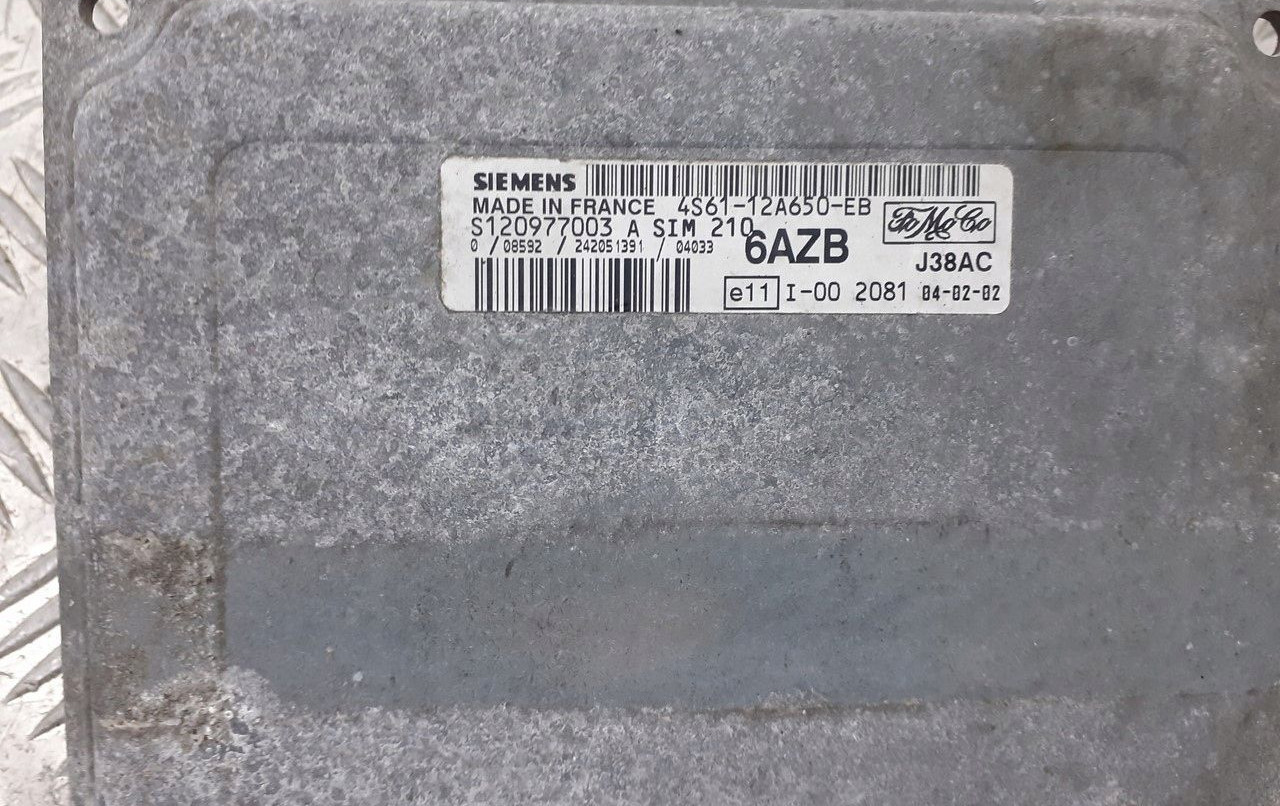 SIEMENS
MADE IN FRANCE 4S61-12A650-EB
S120977003 A SIM 210
0 / 08592 / 242051391 / 04033
6AZB
FoMoCo
J38AC
e11 I-00 2081 04-02-02